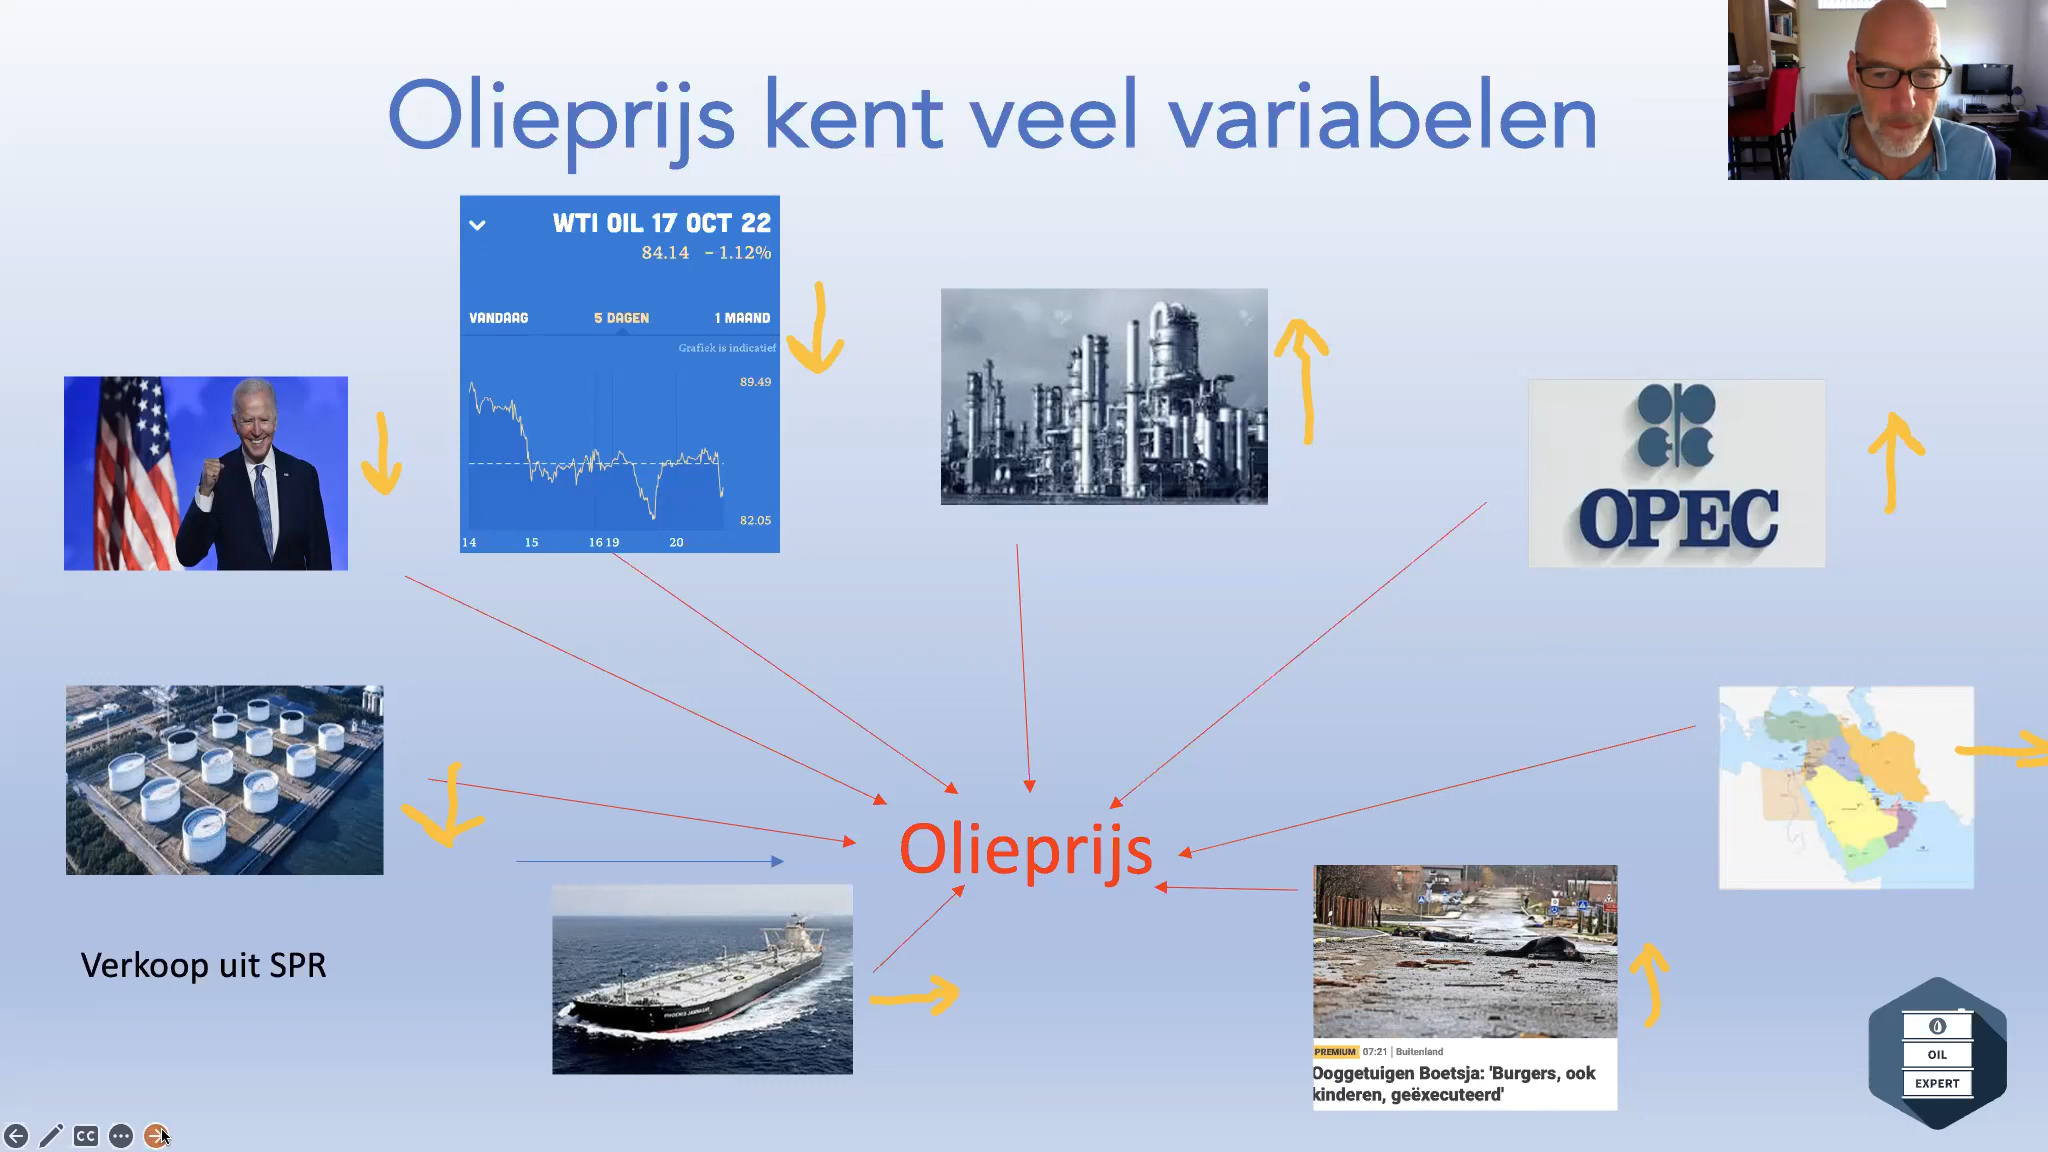 Olieprijs kent veel variabelen
WTI OIL 17 OCT 22
84.14 - 1.12%
VANDAAG 5 DAGEN 1 MAAND
Grafiek is indicatief
89.49
82.05
14 15 16 19 20
OPEC
Olieprijs
Verkoop uit SPR
PREMIUM 07:21 | Buitenland
Ooggetuigen Boetsja: 'Burgers, ook
kinderen, geëxecuteerd'
OIL
EXPERT
CC